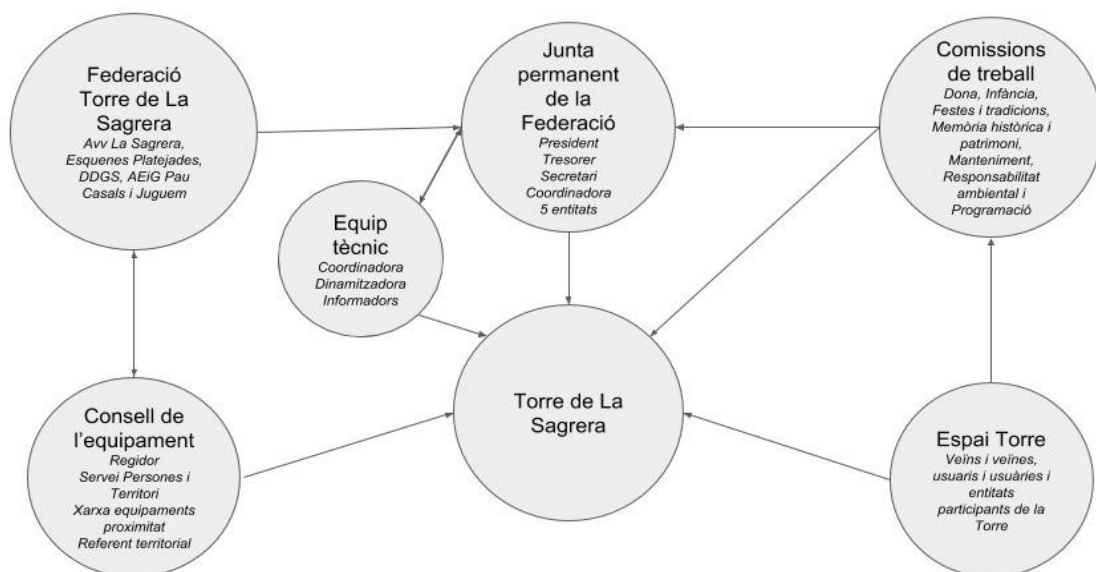 Federació
Torre de La
Sagrera
Avv La Sagrera,
Esquenes Platejades,
DDGS, AEiG Pau
Casals i Juguem
Junta
permanent
de la
Federació
President
Tresorer
Secretari
Coordinadora
5 entitats
Comissions
de treball
Dona, Infància,
Festes i tradicions,
Memòria històrica i
patrimoni,
Manteniment,
Responsabilitat
ambiental i
Programació
Equip
tècnic
Coordinadora
Dinamitzadora
Informadors
Consell de
l'equipament
Regidor
Servei Persones i
Territori
Xarxa equipaments
proximitat
Referent territorial
Torre de La
Sagrera
Espai Torre
Veïns i veïnes,
usuaris i usuàries i
entitats
participants de la
Torre